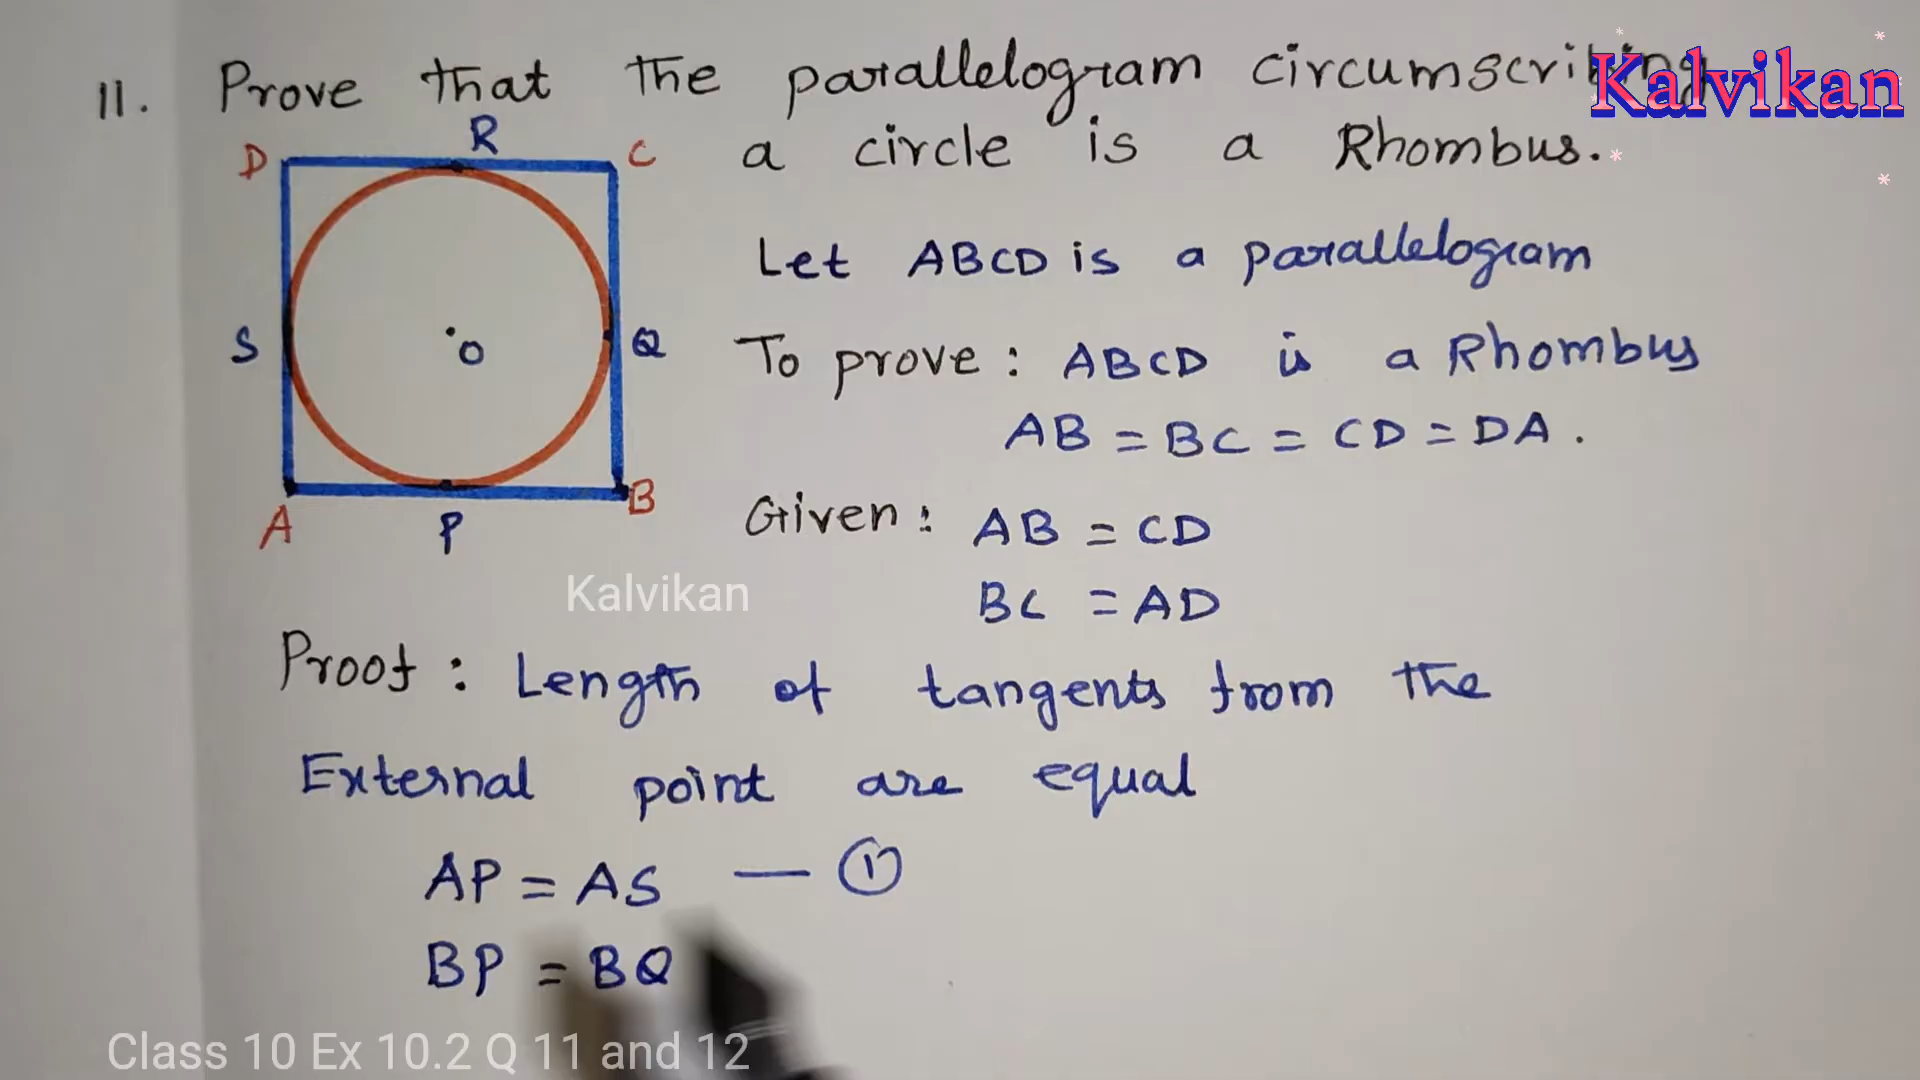 11. Prove that the parallelogram circumscribing
a circle is a Rhombus.
Kalvikan
D R C
S O Q
A P B
Let ABCD is a parallelogram
To prove: ABCD is a Rhombus
AB = BC = CD = DA.
Given: AB = CD
BC = AD
Kalvikan
Proof: Length of tangents from the
External point are equal
AP = AS — ①
BP = BQ
Class 10 Ex 10.2 Q 11 and 12